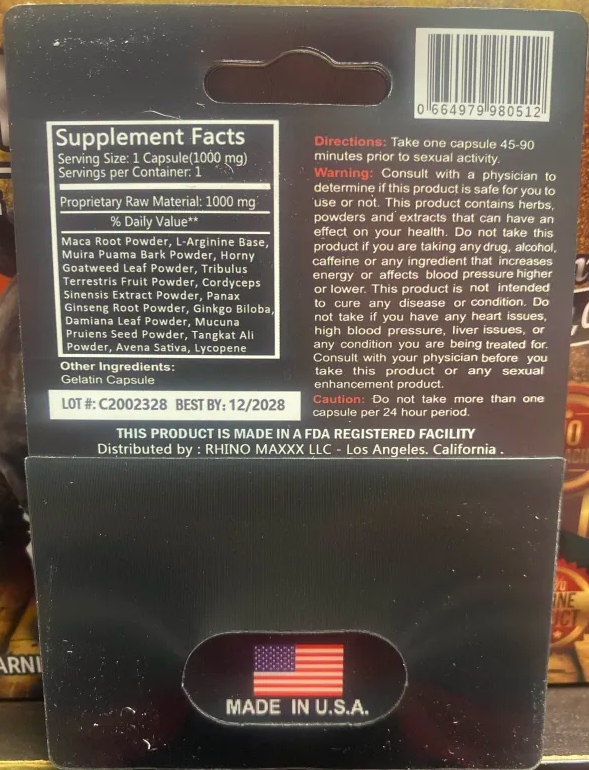 0 664979 980512
Supplement Facts
Serving Size: 1 Capsule(1000 mg)
Servings per Container: 1
Proprietary Raw Material: 1000 mg
% Daily Value**
Maca Root Powder, L-Arginine Base,
Muira Puama Bark Powder, Horny
Goatweed Leaf Powder, Tribulus
Terrestris Fruit Powder, Cordyceps
Sinensis Extract Powder, Panax
Ginseng Root Powder, Ginkgo Biloba,
Damiana Leaf Powder, Mucuna
Pruiens Seed Powder, Tangkat Ali
Powder, Avena Sativa, Lycopene
Other Ingredients:
Gelatin Capsule
LOT #: C2002328 BEST BY: 12/2028
Directions: Take one capsule 45-90
minutes prior to sexual activity.
Warning: Consult with a physician to
determine if this product is safe for you to
use or not. This product contains herbs,
powders and extracts that can have an
effect on your health. Do not take this
product if you are taking any drug, alcohol,
caffeine or any ingredient that increases
energy or affects blood pressure higher
or lower. This product is not intended
to cure any disease or condition. Do
not take if you have any heart issues,
high blood pressure, liver issues, or
any condition you are being treated for.
Consult with your physician before you
take this product or any sexual
enhancement product.
Caution: Do not take more than one
capsule per 24 hour period.
THIS PRODUCT IS MADE IN A FDA REGISTERED FACILITY
Distributed by : RHINO MAXXX LLC - Los Angeles. California .
MADE IN U.S.A.